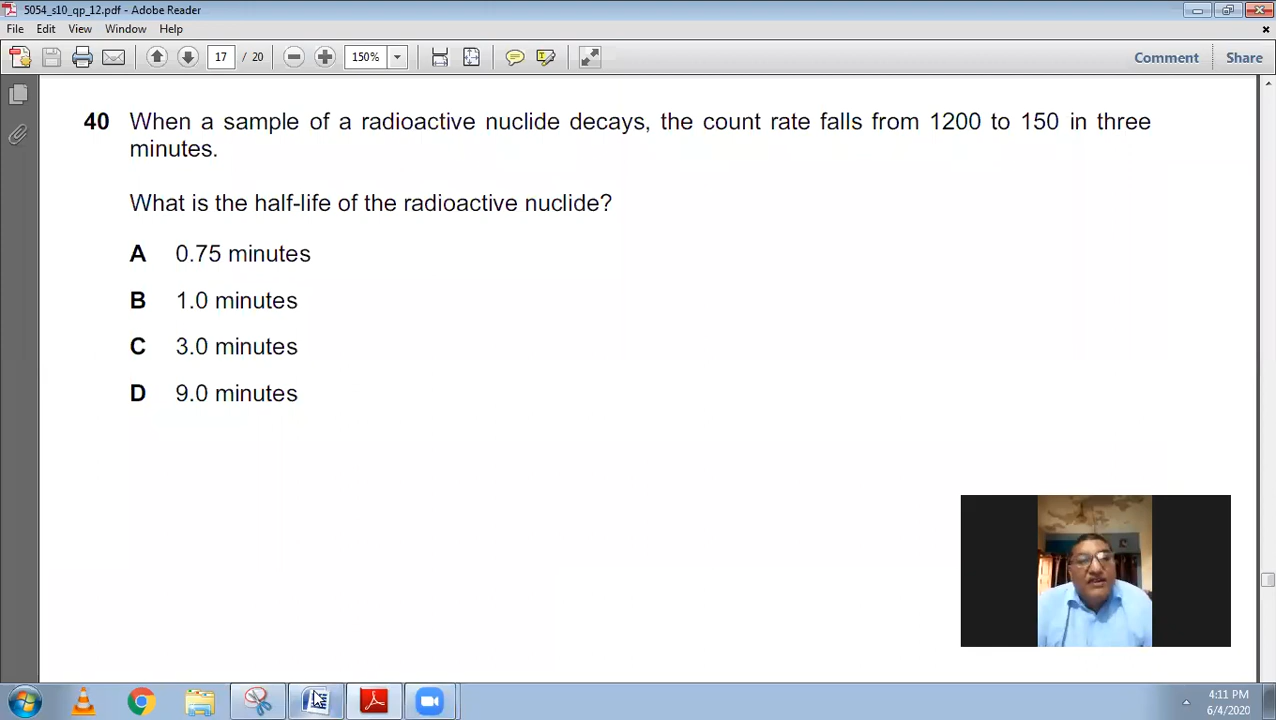 5054_s10_qp_12.pdf - Adobe Reader
File Edit View Window Help
17 / 20 150% Comment Share
40 When a sample of a radioactive nuclide decays, the count rate falls from 1200 to 150 in three
minutes.
What is the half-life of the radioactive nuclide?
A 0.75 minutes
B 1.0 minutes
C 3.0 minutes
D 9.0 minutes
4:11 PM
6/4/2020